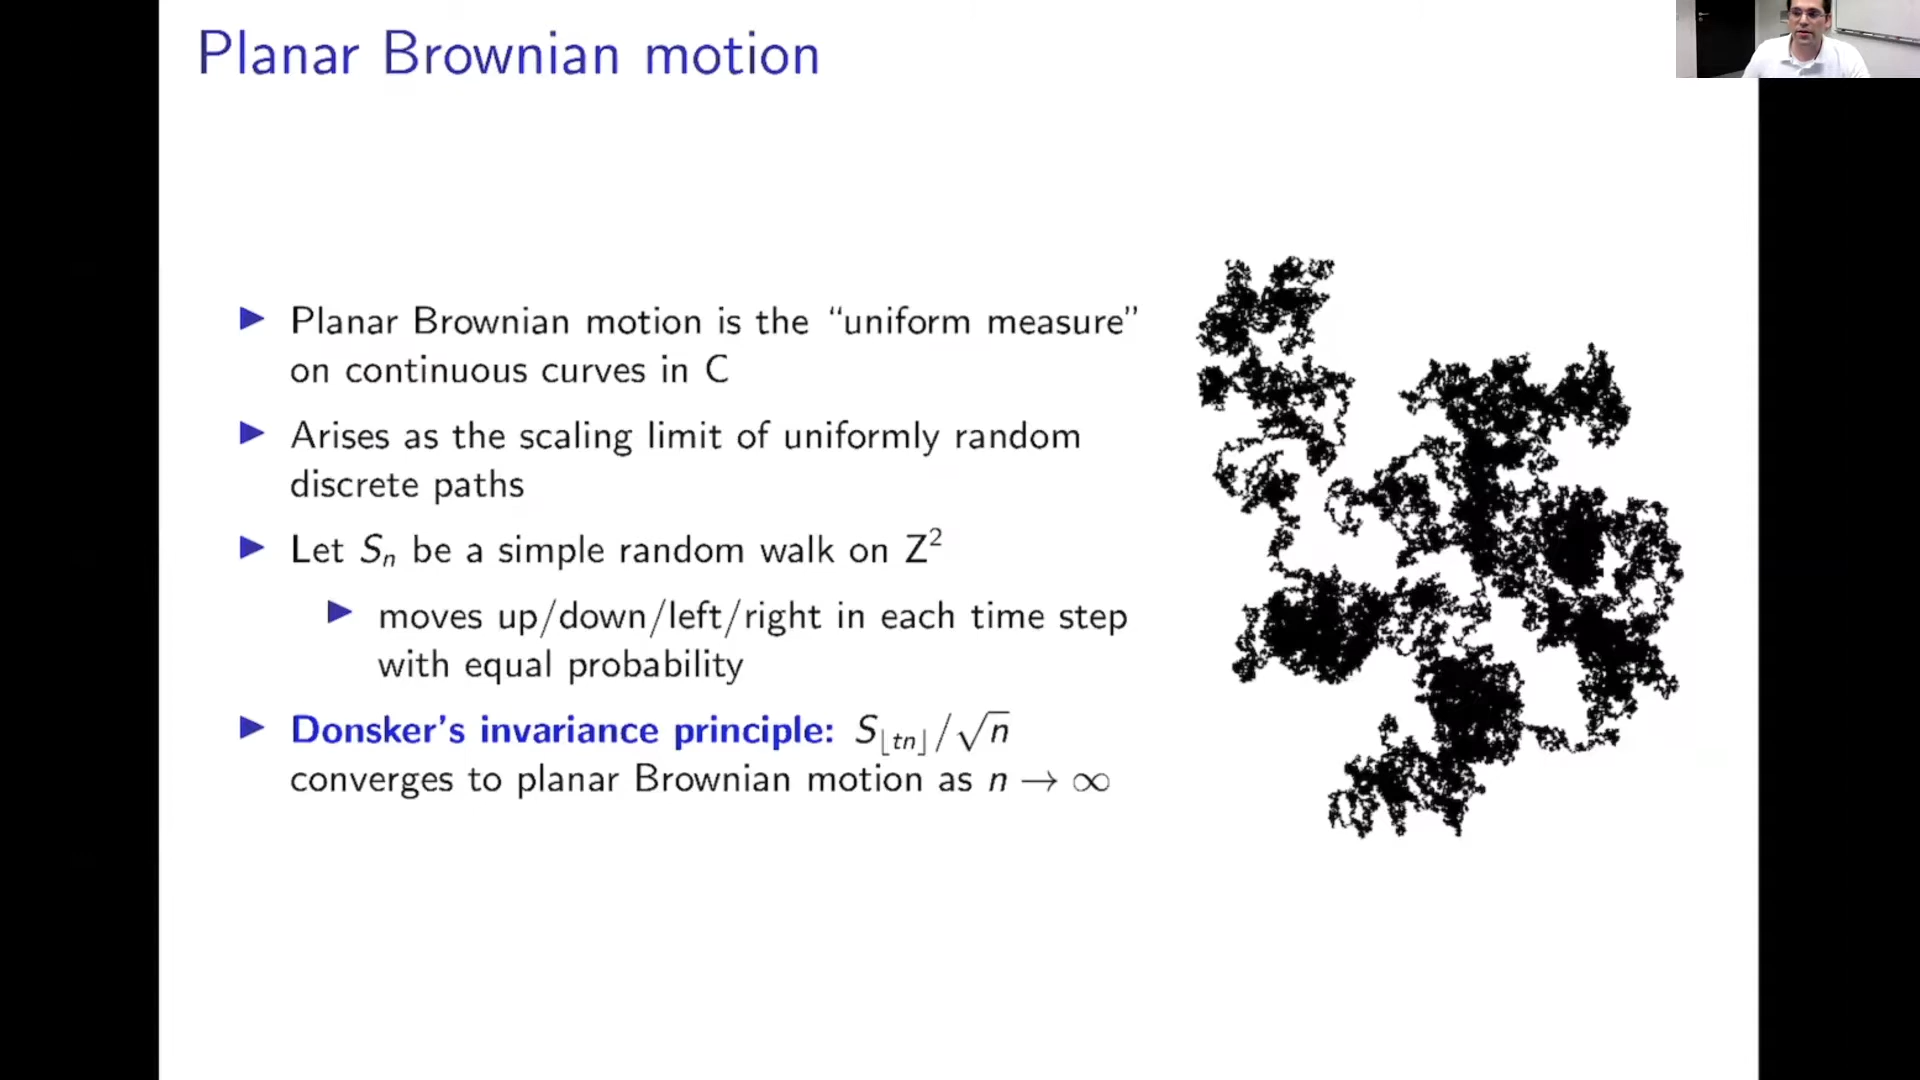 Planar Brownian motion
▶ Planar Brownian motion is the “uniform measure”
on continuous curves in C
▶ Arises as the scaling limit of uniformly random
discrete paths
▶ Let Sₙ be a simple random walk on Z²
▶ moves up/down/left/right in each time step
with equal probability
▶ Donsker's invariance principle: S_⌊tn⌋/√n
converges to planar Brownian motion as n → ∞